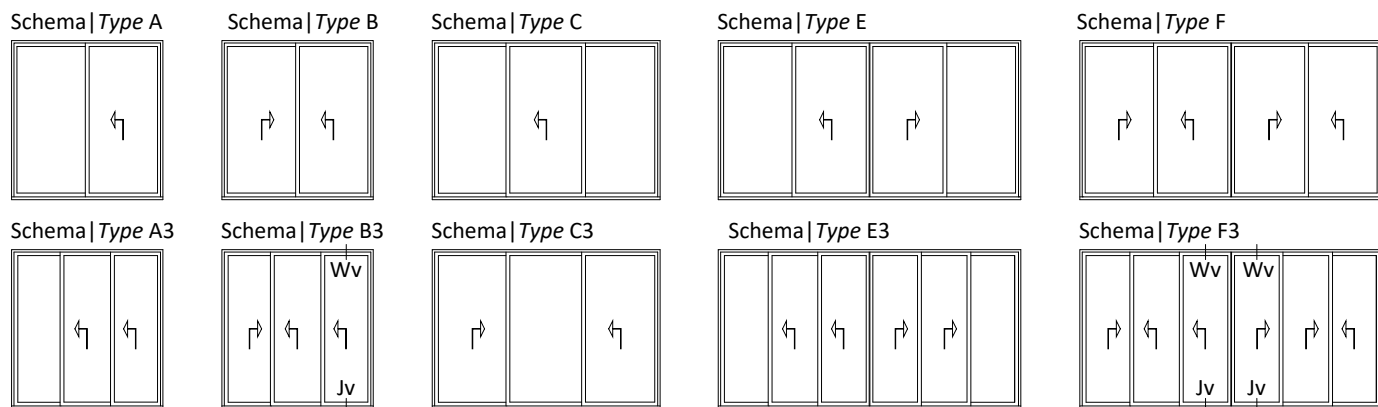 Schema|Type A
Schema|Type B
Schema|Type C
Schema|Type E
Schema|Type F
Schema|Type A3
Schema|Type B3
Schema|Type C3
Schema|Type E3
Schema|Type F3
Wv
Wv
Wv
Jv
Jv
Jv